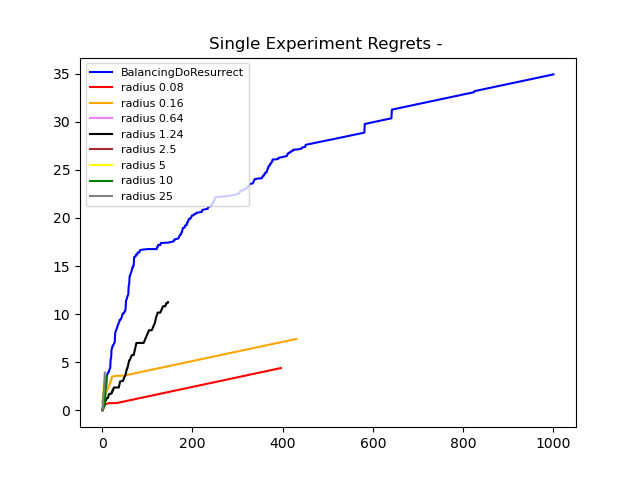 Single Experiment Regrets -
BalancingDoResurrect
radius 0.08
radius 0.16
radius 0.64
radius 1.24
radius 2.5
radius 5
radius 10
radius 25
35
30
25
20
15
10
5
0
0 200 400 600 800 1000